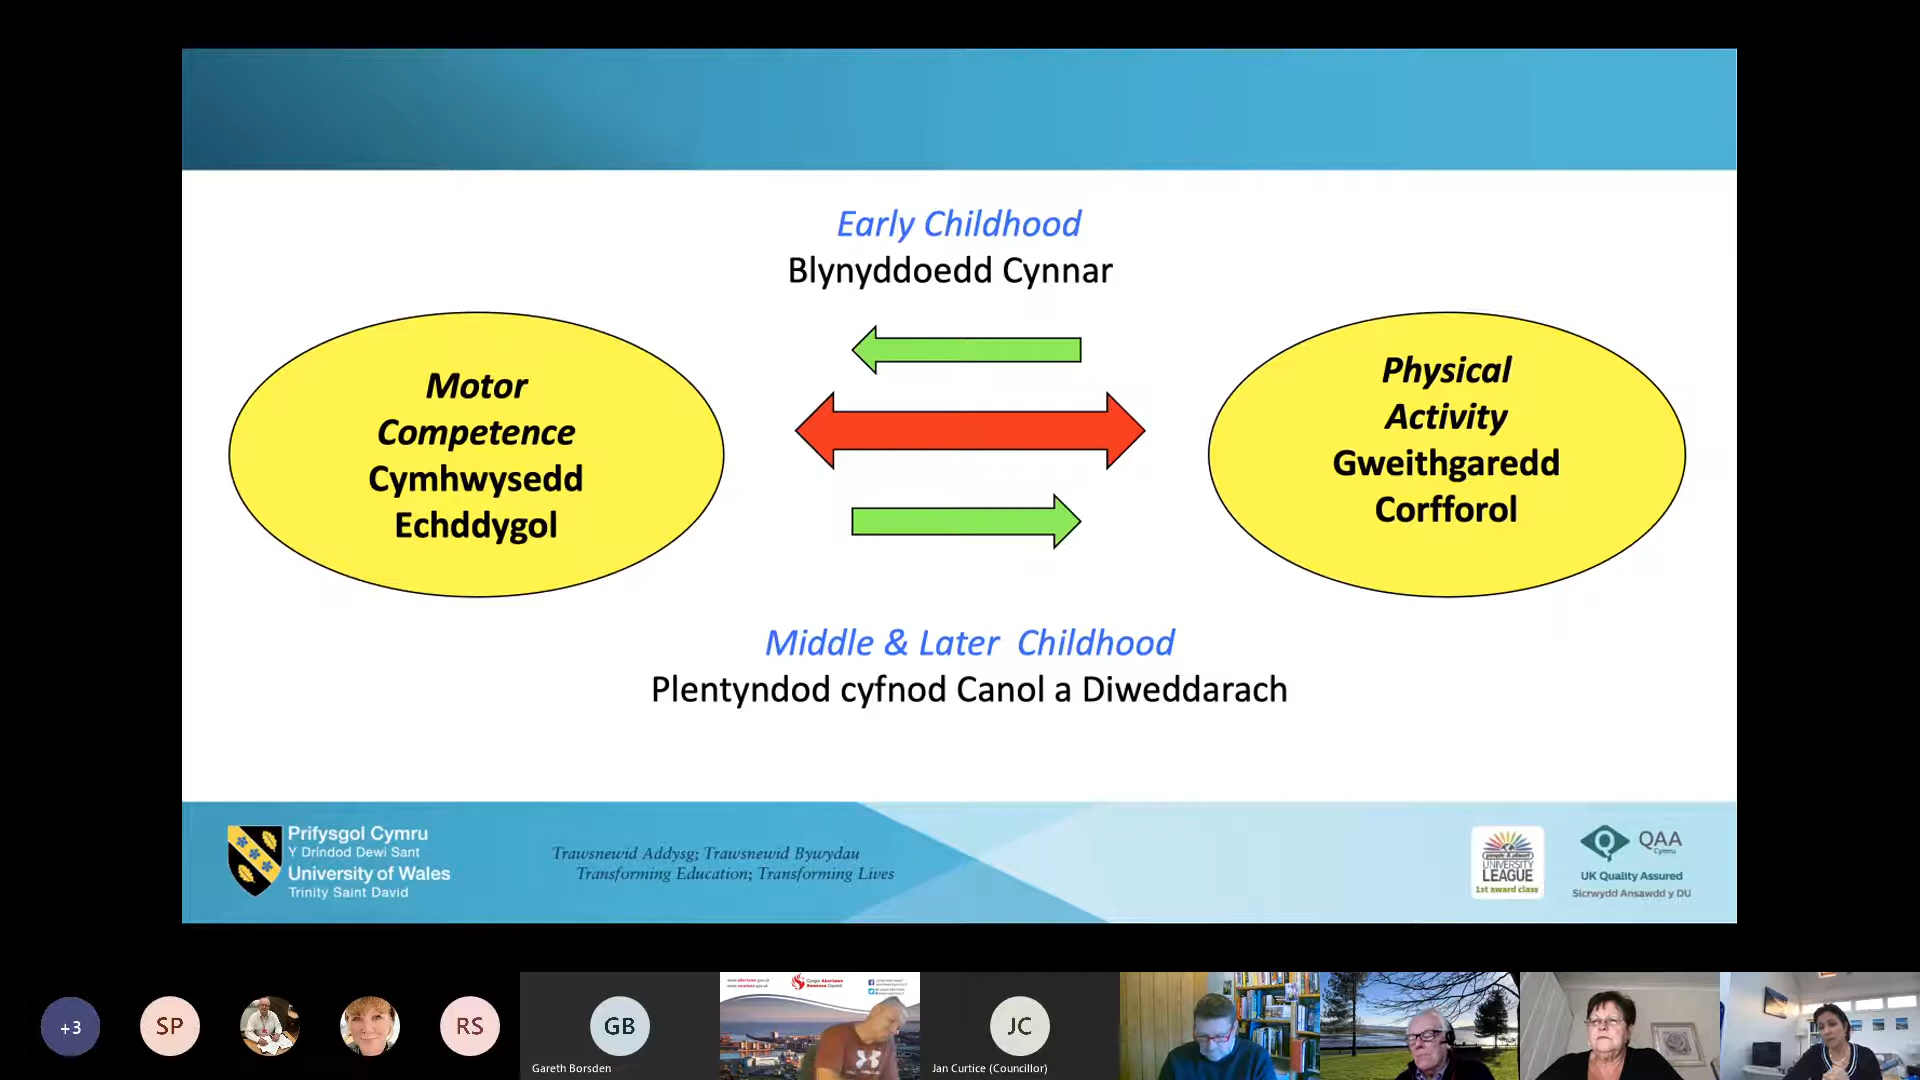 Early Childhood
Blynyddoedd Cynnar
Motor
Competence
Cymhwysedd
Echddygol
Physical
Activity
Gweithgaredd
Corfforol
Middle & Later  Childhood
Plentyndod cyfnod Canol a Diweddarach
Prifysgol Cymru
Y Drindod Dewi Sant
University of Wales
Trinity Saint David
Trawsnewid Addysg; Trawsnewid Bywydau
Transforming Education; Transforming Lives
people & planet
UNIVERSITY
LEAGUE
1st award class
QAA
Cymru
UK Quality Assured
Sicrwydd Ansawdd y DU
+3
SP
RS
GB
Gareth Borsden
JC
Jan Curtice (Councillor)